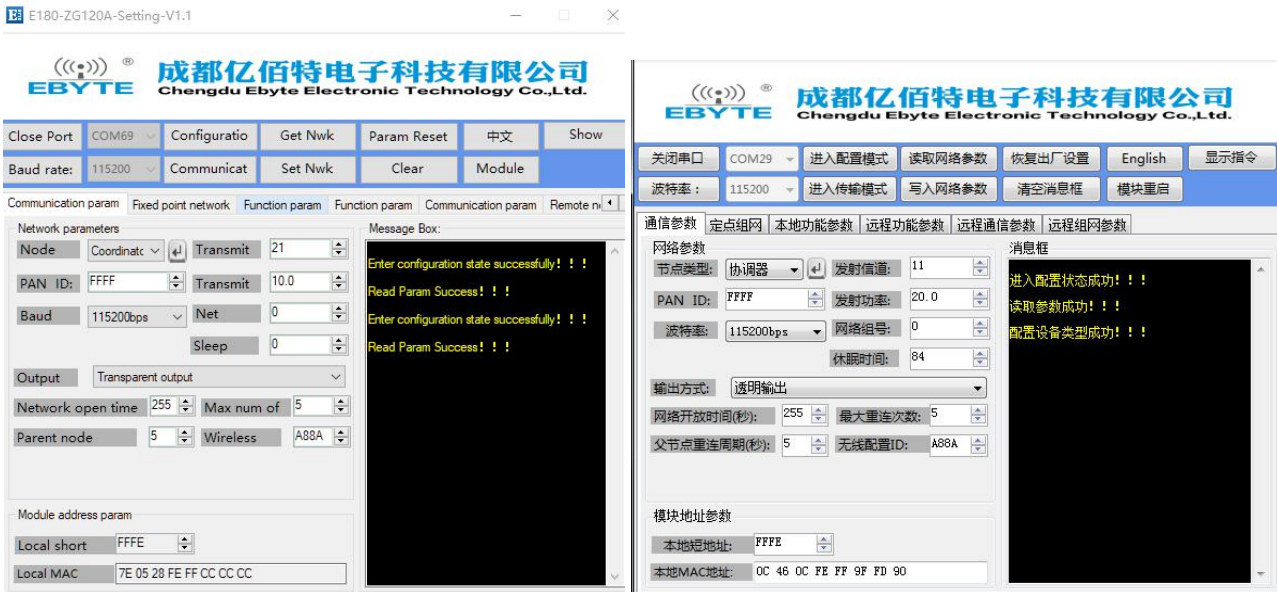 E180-ZG120A-Setting-V1.1
EBYTE ®
成都亿佰特电子科技有限公司
Chengdu Ebyte Electronic Technology Co.,Ltd.
Close Port COM69 Configuratio Get Nwk Param Reset 中文 Show
Baud rate: 115200 Communicat Set Nwk Clear Module
Communication param Fixed point network Function param Function param Communication param Remote n
Network parameters Message Box:
Node Coordinatc Transmit 21
PAN ID: FFFF Transmit 10.0
Baud 115200bps Net 0
Sleep 0
Output Transparent output
Network open time 255 Max num of 5
Parent node 5 Wireless A88A
Enter configuration state successfully! ! !
Read Param Success! ! !
Enter configuration state successfully! ! !
Read Param Success! ! !
Module address param
Local short FFFE
Local MAC 7E 05 28 FE FF CC CC CC
EBYTE ®
成都亿佰特电子科技有限公司
Chengdu Ebyte Electronic Technology Co.,Ltd.
关闭串口 COM29 进入配置模式 读取网络参数 恢复出厂设置 English 显示指令
波特率： 115200 进入传输模式 写入网络参数 清空消息框 模块重启
通信参数 定点组网 本地功能参数 远程功能参数 远程通信参数 远程组网参数
网络参数 消息框
节点类型: 协调器 发射信道: 11
PAN ID: FFFF 发射功率: 20.0
波特率: 115200bps 网络组号: 0
休眠时间: 84
输出方式: 透明输出
网络开放时间(秒): 255 最大重连次数: 5
父节点重连周期(秒): 5 无线配置ID: A88A
进入配置状态成功! ! !
读取参数成功! ! !
配置设备类型成功! ! !
模块地址参数
本地短地址: FFFE
本地MAC地址: 0C 46 0C FE FF 9F FD 90